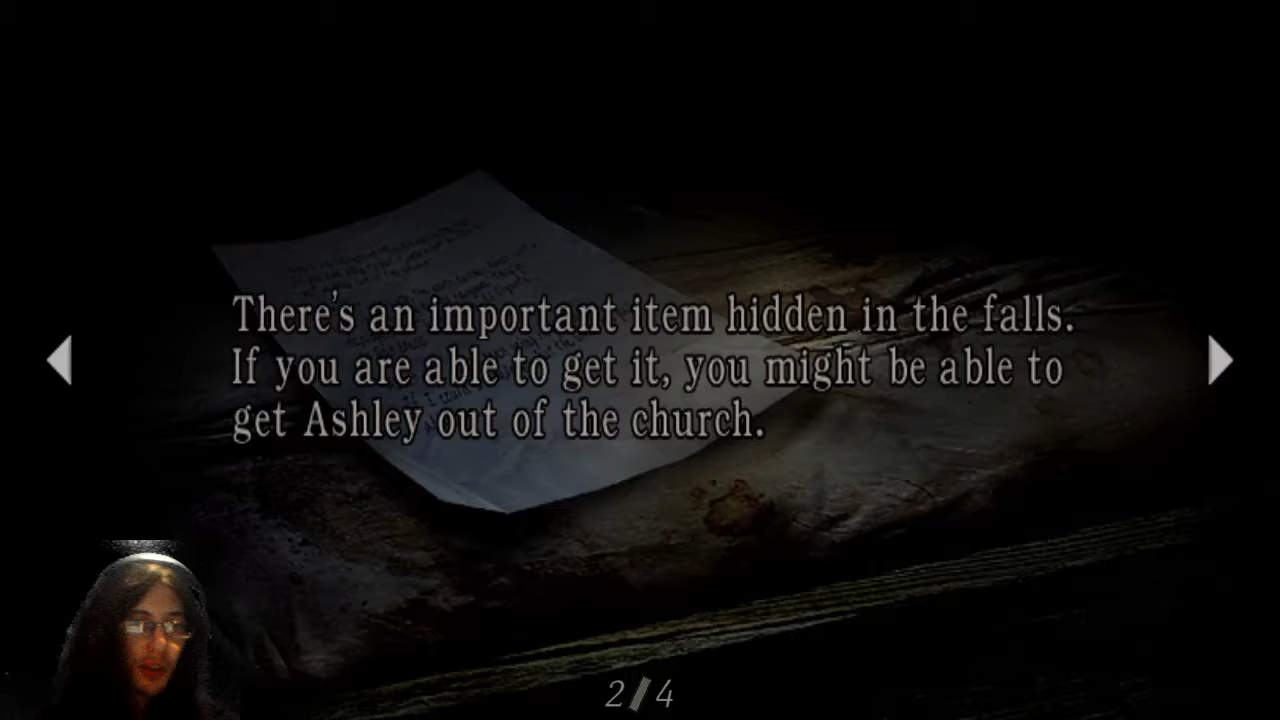 There's an important item hidden in the falls.
If you are able to get it, you might be able to
get Ashley out of the church.
2/4